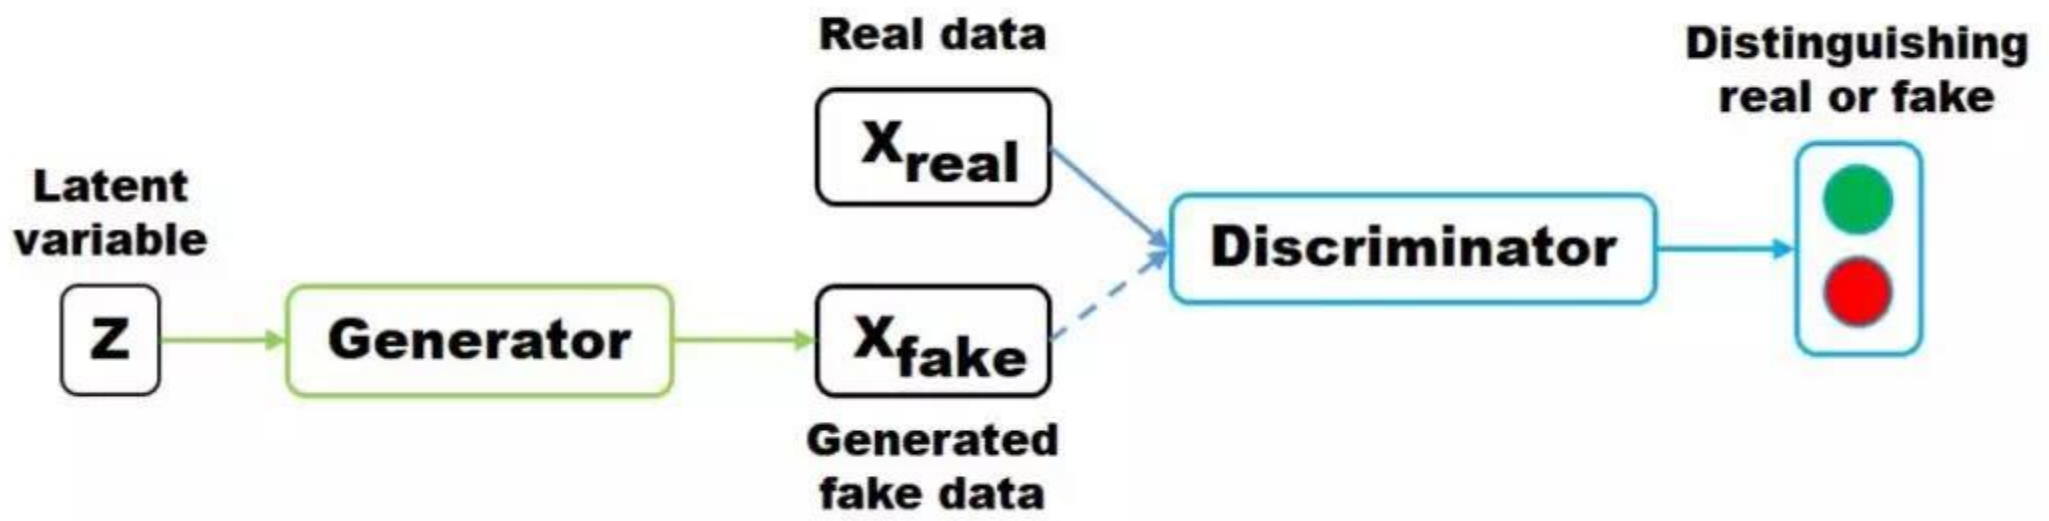 Latent
variable
Z
Generator
Real data
Xreal
Xfake
Generated
fake data
Discriminator
Distinguishing
real or fake